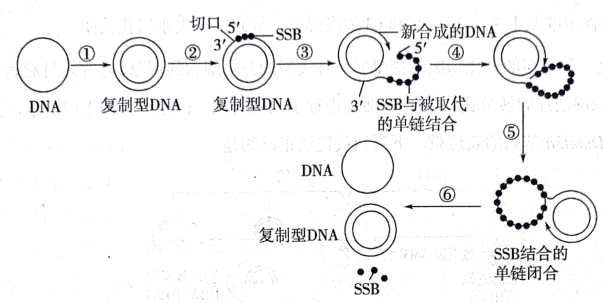 切口 5′ SSB
3′
① ② ③ ④
DNA 复制型DNA 复制型DNA
新合成的DNA
5′
3′
SSB与被取代
的单链结合
⑤
DNA
⑥
复制型DNA
SSB
SSB结合的
单链闭合